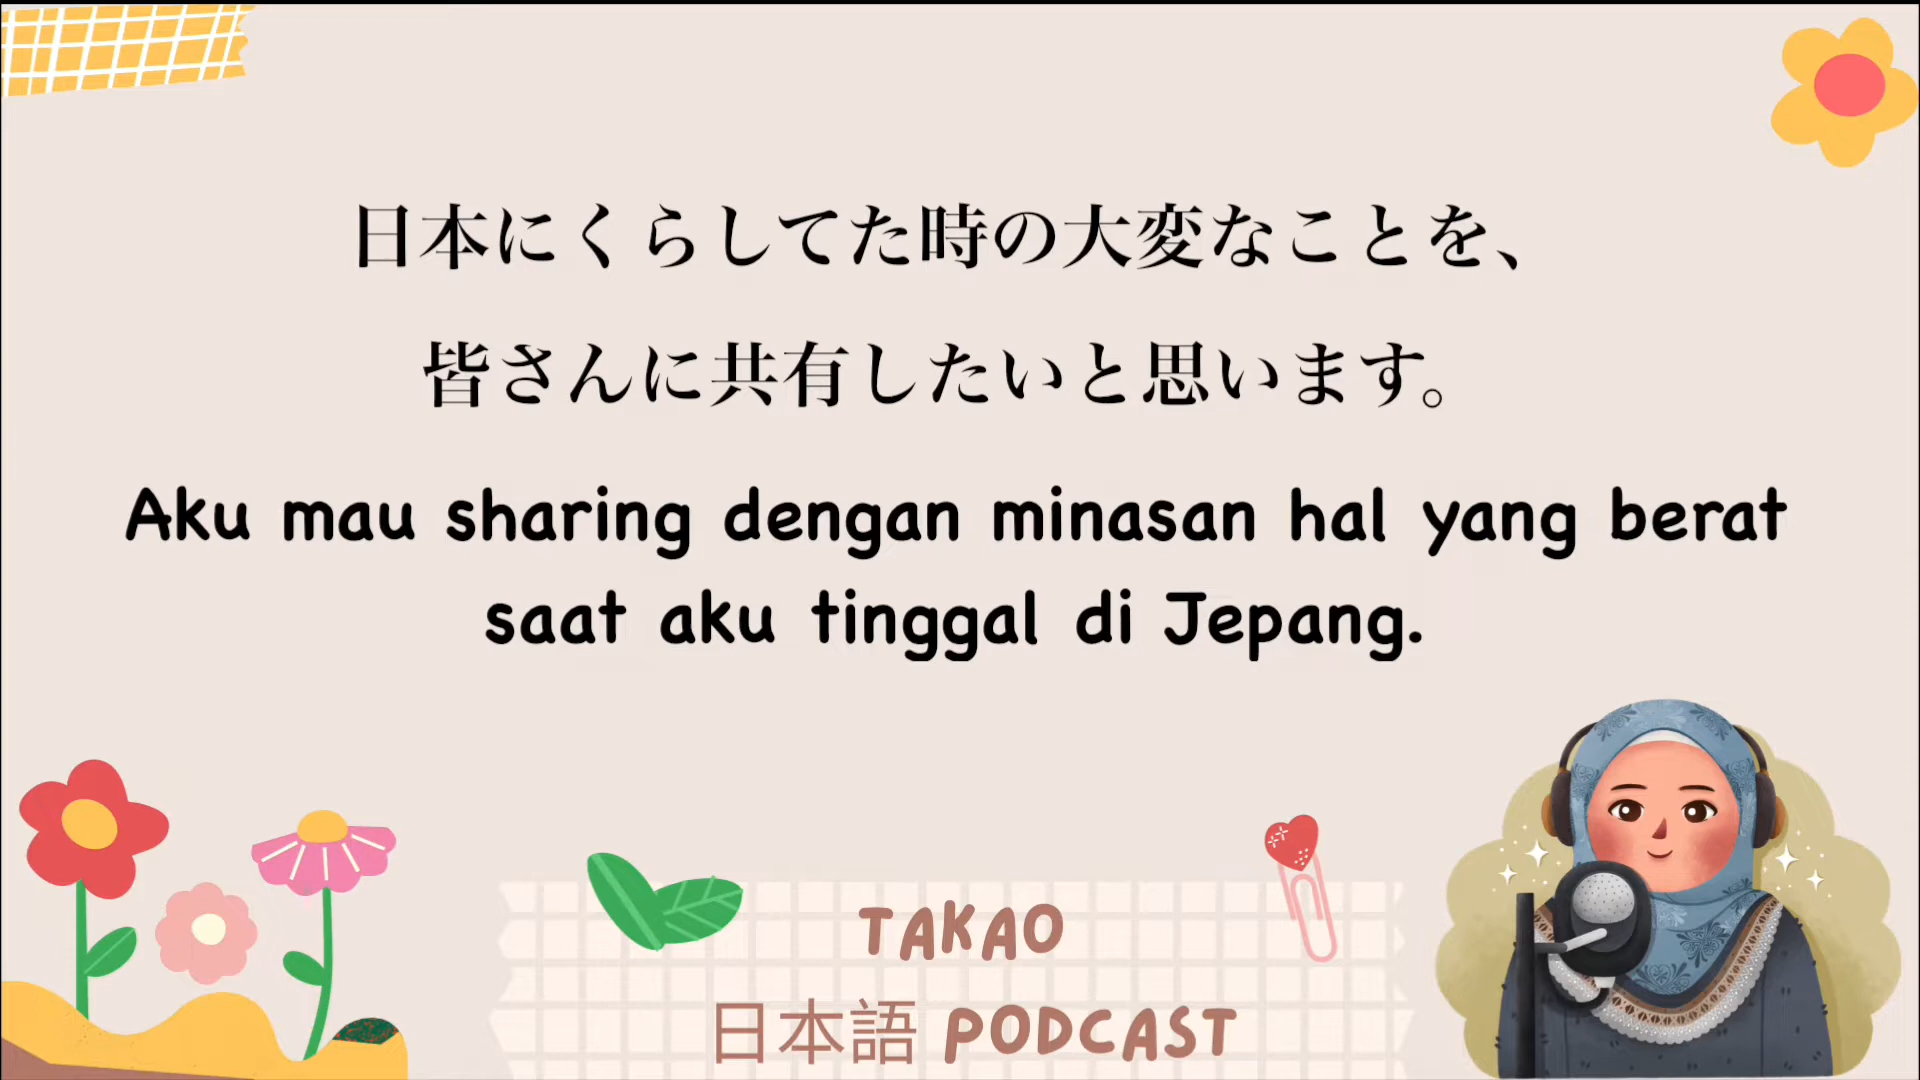 日本にくらしてた時の大変なことを、
皆さんに共有したいと思います。
Aku mau sharing dengan minasan hal yang berat
saat aku tinggal di Jepang.
TAKAO
日本語 PODCAST